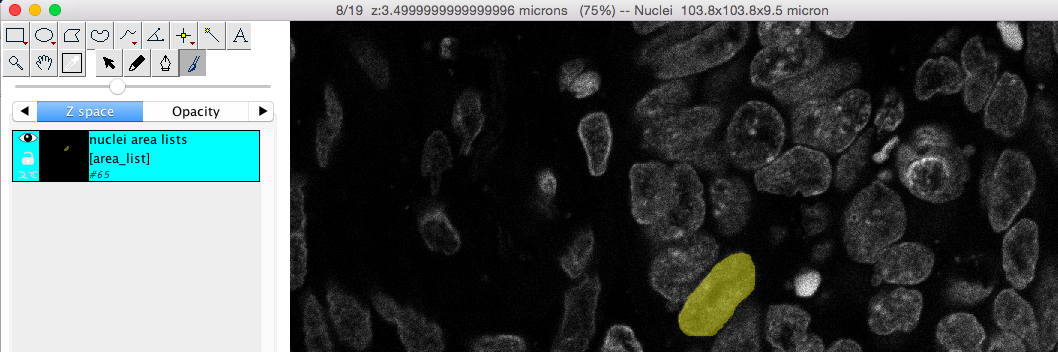 8/19 z:3.4999999999999996 microns (75%) -- Nuclei 103.8x103.8x9.5 micron
A
Z space
Opacity
nuclei area lists
[area_list]
#65